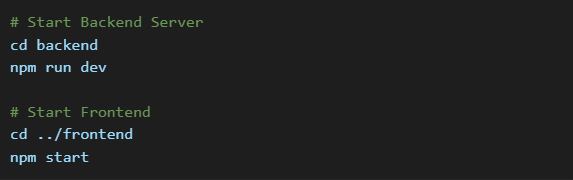 # Start Backend Server
cd backend
npm run dev
# Start Frontend
cd ../frontend
npm start